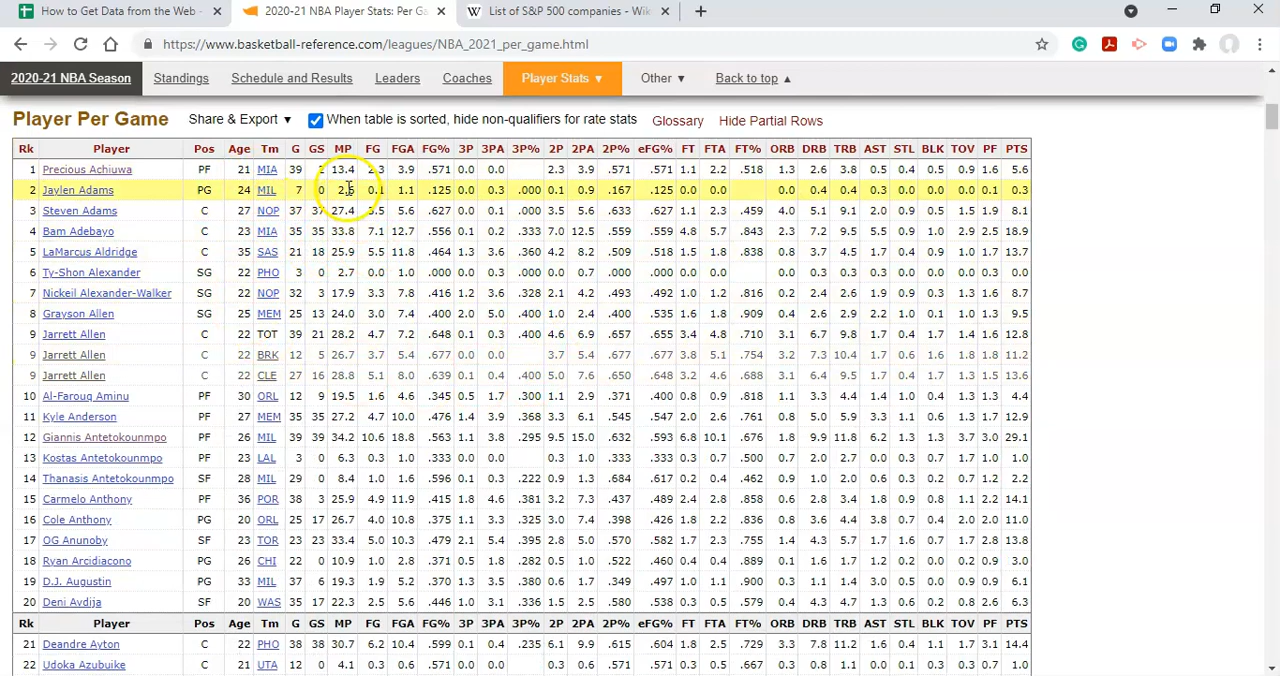 How to Get Data from the Web - 2020-21 NBA Player Stats: Per Ga List of S&P 500 companies - Wiki
https://www.basketball-reference.com/leagues/NBA_2021_per_game.html
2020-21 NBA Season Standings Schedule and Results Leaders Coaches Player Stats ▼ Other ▼ Back to top ▲
Player Per Game Share & Export ▼ When table is sorted, hide non-qualifiers for rate stats Glossary Hide Partial Rows
Rk Player Pos Age Tm G GS MP FG FGA FG% 3P 3PA 3P% 2P 2PA 2P% eFG% FT FTA FT% ORB DRB TRB AST STL BLK TOV PF PTS
1 Precious Achiuwa PF 21 MIA 39 2 13.4 2.3 3.9 .571 0.0 0.0 2.3 3.9 .571 .571 1.1 2.2 .518 1.3 2.6 3.8 0.5 0.4 0.5 0.9 1.6 5.6
2 Jaylen Adams PG 24 MIL 7 0 0.1 1.1 .125 0.0 0.3 .000 0.1 0.9 .167 .125 0.0 0.0 0.0 0.4 0.4 0.3 0.0 0.0 0.0 0.1 0.3
3 Steven Adams C 27 NOP 37 37 27.4 3.5 5.6 .627 0.0 0.1 .000 3.5 5.6 .633 .627 1.1 2.3 .459 4.0 5.1 9.1 2.0 0.9 0.5 1.5 1.9 8.1
4 Bam Adebayo C 23 MIA 35 35 33.8 7.1 12.7 .556 0.1 0.2 .333 7.0 12.5 .559 .559 4.8 5.7 .843 2.3 7.2 9.5 5.5 0.9 1.0 2.9 2.5 18.9
5 LaMarcus Aldridge C 35 SAS 21 18 25.9 5.5 11.8 .464 1.3 3.6 .360 4.2 8.2 .509 .518 1.5 1.8 .838 0.8 3.7 4.5 1.7 0.4 0.9 1.0 1.7 13.7
6 Ty-Shon Alexander SG 22 PHO 3 0 2.7 0.0 1.0 .000 0.0 0.3 .000 0.0 0.7 .000 .000 0.0 0.0 0.0 0.3 0.3 0.3 0.0 0.0 0.3 0.0 0.0
7 Nickeil Alexander-Walker SG 22 NOP 32 3 17.9 3.3 7.8 .416 1.2 3.6 .328 2.1 4.2 .493 .492 1.0 1.2 .816 0.2 2.4 2.6 1.9 0.9 0.3 1.3 1.6 8.7
8 Grayson Allen SG 25 MEM 25 13 24.0 3.0 7.4 .400 2.0 5.0 .400 1.0 2.4 .400 .535 1.6 1.8 .909 0.4 2.6 2.9 2.2 1.0 0.1 0.9 1.3 9.5
9 Jarrett Allen C 22 TOT 39 21 28.2 4.7 7.2 .648 0.1 0.3 .400 4.6 6.9 .657 .655 3.4 4.8 .710 3.1 6.7 9.8 1.7 0.4 1.7 1.4 1.6 12.8
9 Jarrett Allen C 22 BRK 12 5 26.7 3.7 5.4 .677 0.0 0.0 3.7 5.4 .677 .677 3.8 5.1 .754 3.2 7.3 10.4 1.7 0.6 1.6 1.8 1.8 11.2
9 Jarrett Allen C 22 CLE 27 16 28.8 5.1 8.0 .639 0.1 0.4 .400 5.0 7.6 .650 .648 3.2 4.6 .688 3.1 6.4 9.5 1.7 0.4 1.7 1.3 1.5 13.6
10 Al-Farouq Aminu PF 30 ORL 12 9 19.5 1.6 4.6 .345 0.5 1.7 .300 1.1 2.9 .371 .400 0.8 0.9 .818 1.1 3.3 4.4 1.4 1.0 0.4 1.3 1.3 4.4
11 Kyle Anderson PF 27 MEM 35 35 27.2 4.7 10.0 .476 1.4 3.9 .368 3.3 6.1 .545 .547 2.0 2.6 .761 0.8 5.0 5.9 3.3 1.1 0.6 1.3 1.7 12.9
12 Giannis Antetokounmpo PF 26 MIL 39 39 34.2 10.6 18.8 .563 1.1 3.8 .295 9.5 15.0 .632 .593 6.8 10.1 .676 1.8 9.9 11.8 6.2 1.3 1.3 3.7 3.0 29.1
13 Kostas Antetokounmpo PF 23 LAL 3 0 6.3 0.3 1.0 .333 0.0 0.0 0.3 1.0 .333 .333 0.3 0.7 .500 0.7 2.0 2.7 0.0 0.0 0.3 0.7 1.0 1.0
14 Thanasis Antetokounmpo SF 28 MIL 29 0 8.4 1.0 1.6 .596 0.1 0.3 .222 0.9 1.3 .684 .617 0.2 0.4 .462 0.9 1.0 2.0 0.6 0.3 0.2 0.7 1.2 2.2
15 Carmelo Anthony PF 36 POR 38 3 25.9 4.9 11.9 .415 1.8 4.6 .381 3.2 7.3 .437 .489 2.4 2.8 .858 0.4 2.8 3.4 1.8 0.9 0.8 1.1 2.2 14.1
16 Cole Anthony PG 20 ORL 25 17 26.7 4.0 10.8 .375 1.1 3.3 .325 3.0 7.4 .398 .426 1.8 2.2 .836 0.8 3.5 4.4 3.8 0.7 0.4 2.0 2.0 11.0
17 OG Anunoby SF 23 TOR 27 27 33.4 5.0 10.3 .479 2.1 5.4 .395 2.8 5.0 .570 .582 1.7 2.3 .755 1.4 4.3 5.7 1.7 1.6 0.7 1.7 2.8 13.8
18 Ryan Arcidiacono PG 26 CHI 22 0 10.9 1.0 2.8 .371 0.5 1.8 .282 0.5 1.0 .522 .460 0.4 0.4 .889 0.1 1.6 1.7 1.2 0.2 0.0 0.4 0.7 2.9
19 D.J. Augustin PG 33 MIL 37 6 19.3 1.9 5.2 .370 1.3 3.5 .380 0.6 1.7 .349 .497 1.0 1.1 .900 0.3 1.1 1.4 3.0 0.5 0.0 0.9 0.9 6.1
20 Deni Avdija SF 20 WAS 35 17 22.3 2.5 5.6 .446 1.0 3.1 .336 1.5 2.5 .580 .538 0.3 0.5 .579 0.4 4.3 4.7 1.3 0.6 0.2 0.8 2.6 6.3
Rk Player Pos Age Tm G GS MP FG FGA FG% 3P 3PA 3P% 2P 2PA 2P% eFG% FT FTA FT% ORB DRB TRB AST STL BLK TOV PF PTS
21 Deandre Ayton C 22 PHO 38 38 30.7 6.2 10.4 .599 0.1 0.4 .235 6.1 9.9 .615 .604 1.8 2.5 .729 3.3 7.8 11.2 1.6 0.4 1.1 1.7 3.1 14.4
22 Udoka Azubuike C 21 UTA 12 0 4.1 0.3 0.6 .571 0.0 0.0 0.3 0.6 .571 .571 0.3 0.5 .667 0.3 0.8 1.1 0.0 0.1 0.3 0.1 0.7 1.0